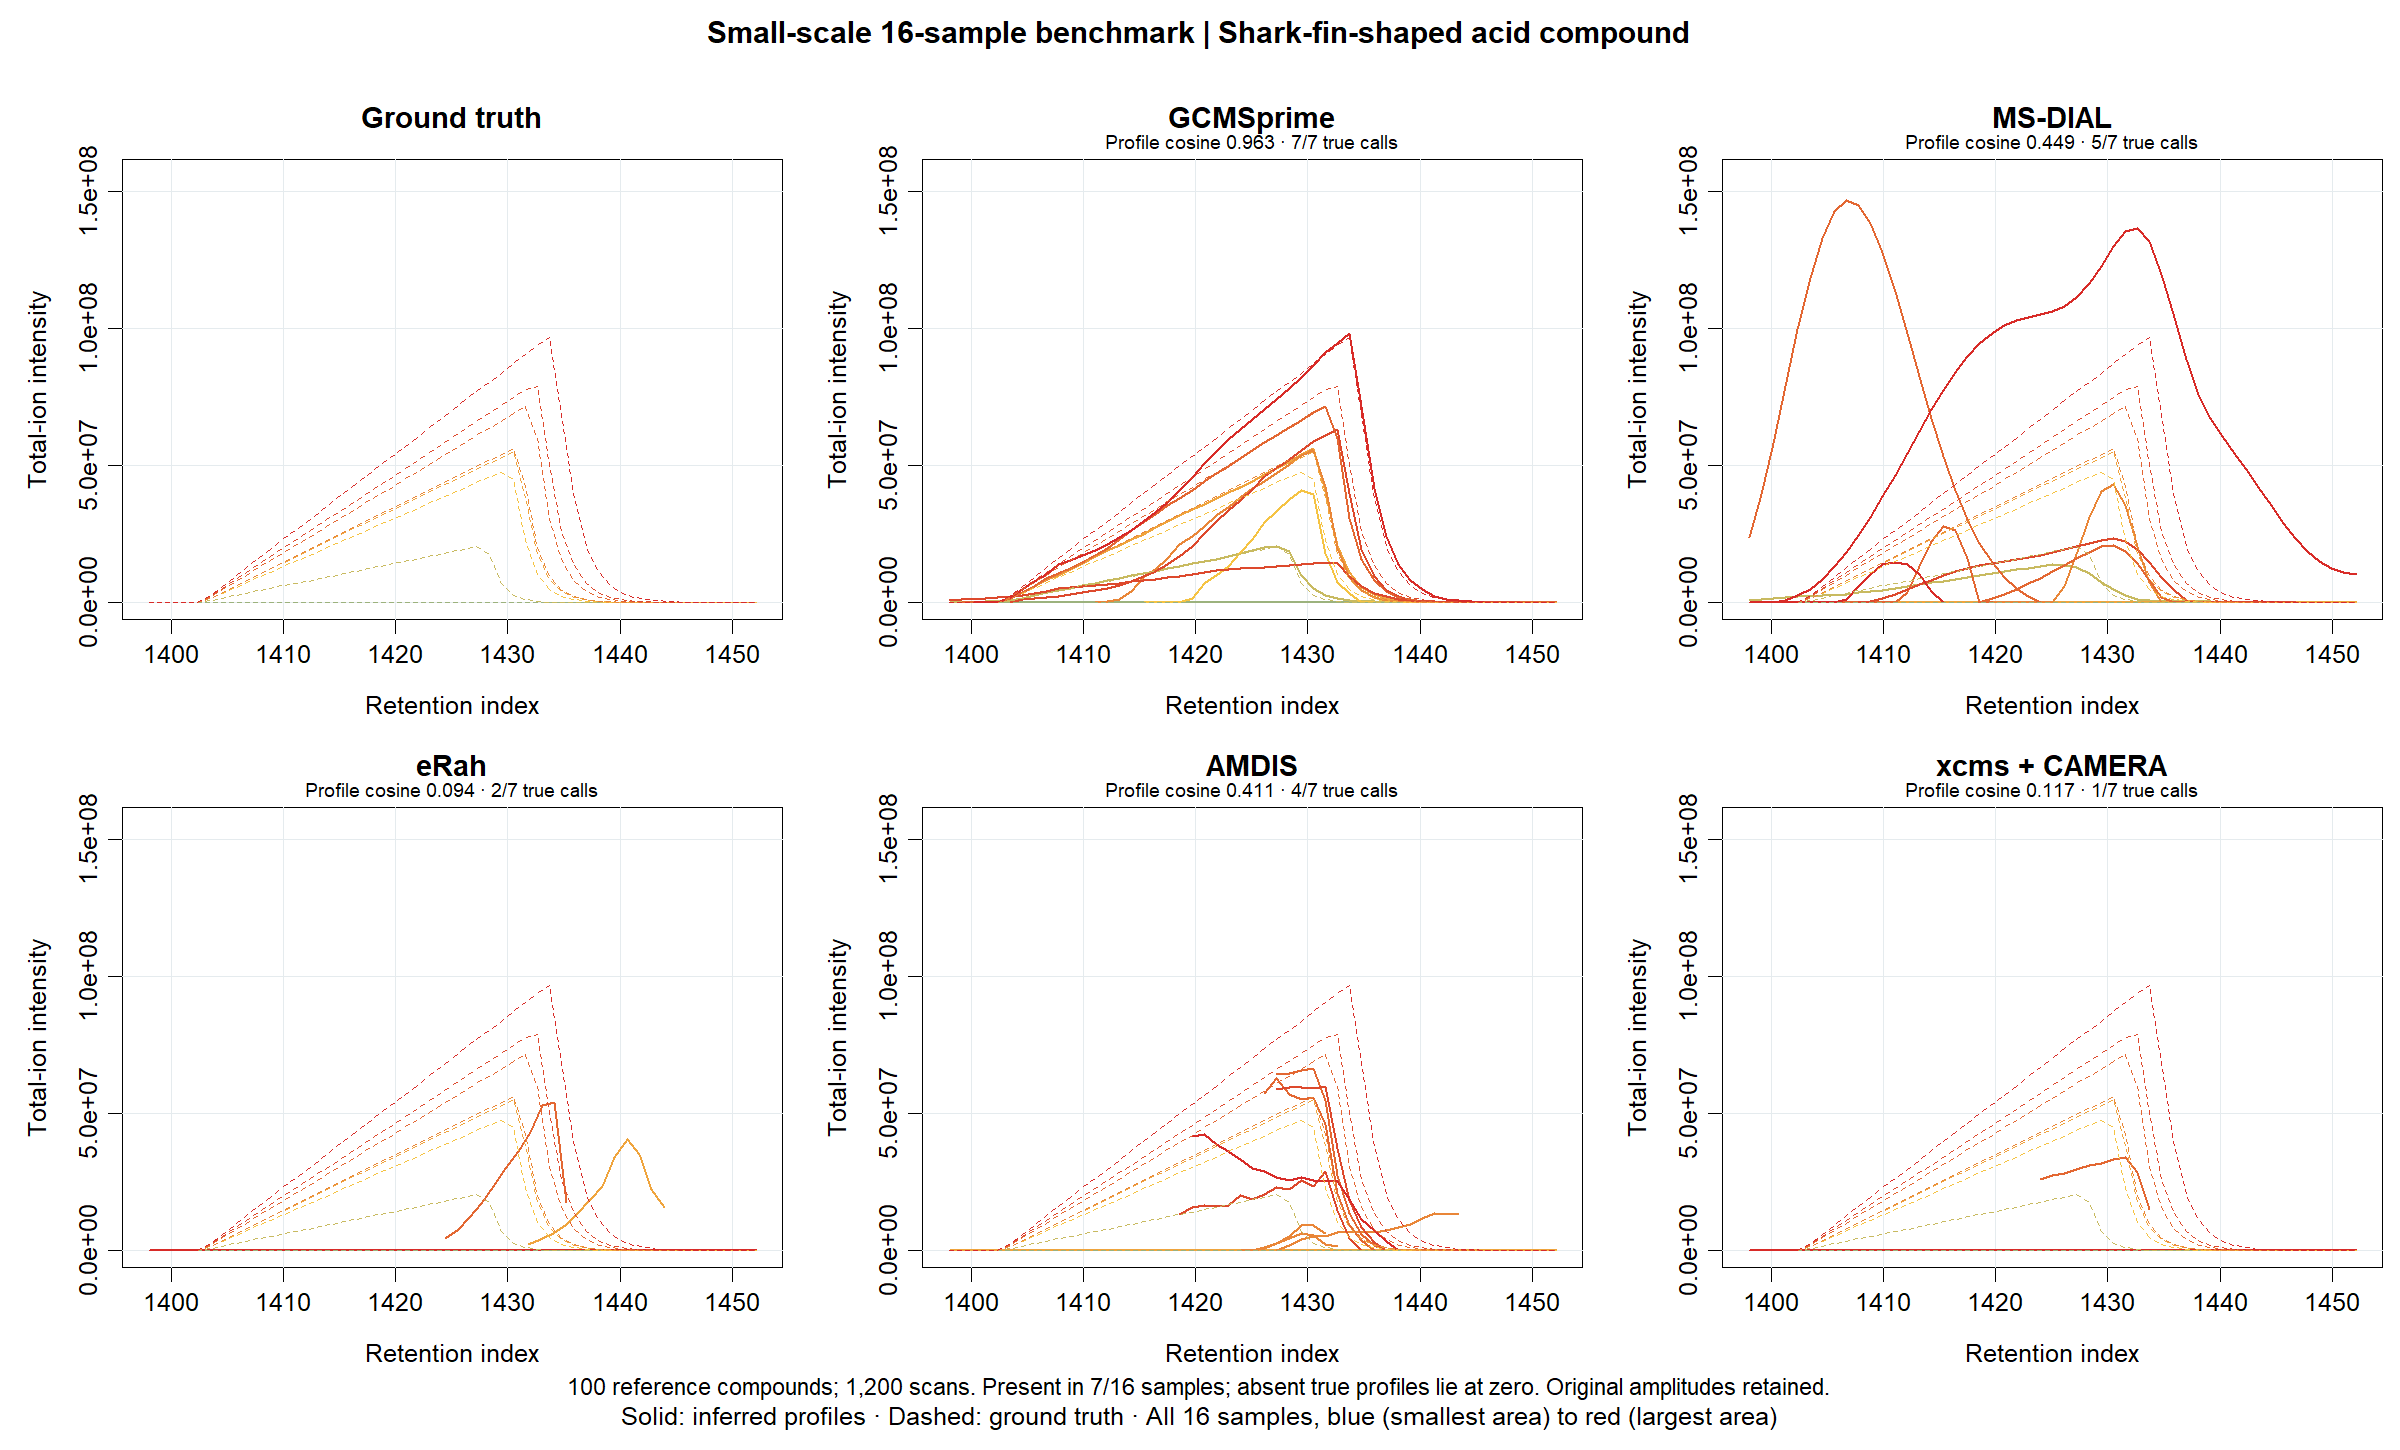 Small-scale 16-sample benchmark | Shark-fin-shaped acid compound
Ground truth
Total-ion intensity
0.0e+00 5.0e+07 1.0e+08 1.5e+08
1400 1410 1420 1430 1440 1450
Retention index
GCMSprime
Profile cosine 0.963 · 7/7 true calls
Total-ion intensity
0.0e+00 5.0e+07 1.0e+08 1.5e+08
1400 1410 1420 1430 1440 1450
Retention index
MS-DIAL
Profile cosine 0.449 · 5/7 true calls
Total-ion intensity
0.0e+00 5.0e+07 1.0e+08 1.5e+08
1400 1410 1420 1430 1440 1450
Retention index
eRah
Profile cosine 0.094 · 2/7 true calls
Total-ion intensity
0.0e+00 5.0e+07 1.0e+08 1.5e+08
1400 1410 1420 1430 1440 1450
Retention index
AMDIS
Profile cosine 0.411 · 4/7 true calls
Total-ion intensity
0.0e+00 5.0e+07 1.0e+08 1.5e+08
1400 1410 1420 1430 1440 1450
Retention index
xcms + CAMERA
Profile cosine 0.117 · 1/7 true calls
Total-ion intensity
0.0e+00 5.0e+07 1.0e+08 1.5e+08
1400 1410 1420 1430 1440 1450
Retention index
100 reference compounds; 1,200 scans. Present in 7/16 samples; absent true profiles lie at zero. Original amplitudes retained.
Solid: inferred profiles · Dashed: ground truth · All 16 samples, blue (smallest area) to red (largest area)